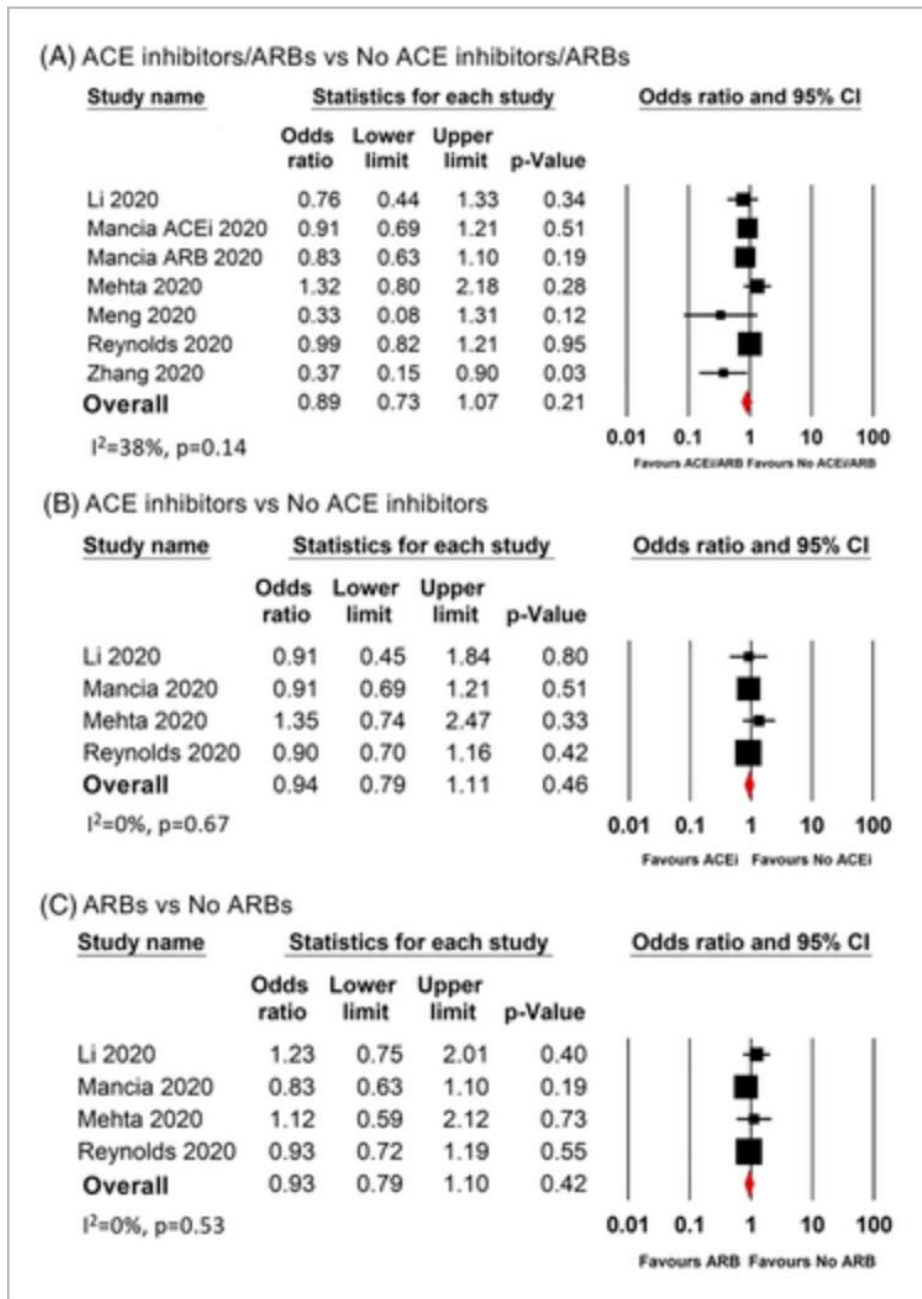 (A) ACE inhibitors/ARBs vs No ACE inhibitors/ARBs
Study name Statistics for each study Odds ratio and 95% CI
Odds Lower Upper
ratio limit limit p-Value
Li 2020 0.76 0.44 1.33 0.34
Mancia ACEi 2020 0.91 0.69 1.21 0.51
Mancia ARB 2020 0.83 0.63 1.10 0.19
Mehta 2020 1.32 0.80 2.18 0.28
Meng 2020 0.33 0.08 1.31 0.12
Reynolds 2020 0.99 0.82 1.21 0.95
Zhang 2020 0.37 0.15 0.90 0.03
Overall 0.89 0.73 1.07 0.21
I²=38%, p=0.14
0.01 0.1 1 10 100
Favours ACEi/ARB Favours No ACEi/ARB
(B) ACE inhibitors vs No ACE inhibitors
Study name Statistics for each study Odds ratio and 95% CI
Odds Lower Upper
ratio limit limit p-Value
Li 2020 0.91 0.45 1.84 0.80
Mancia 2020 0.91 0.69 1.21 0.51
Mehta 2020 1.35 0.74 2.47 0.33
Reynolds 2020 0.90 0.70 1.16 0.42
Overall 0.94 0.79 1.11 0.46
I²=0%, p=0.67
0.01 0.1 1 10 100
Favours ACEi Favours No ACEi
(C) ARBs vs No ARBs
Study name Statistics for each study Odds ratio and 95% CI
Odds Lower Upper
ratio limit limit p-Value
Li 2020 1.23 0.75 2.01 0.40
Mancia 2020 0.83 0.63 1.10 0.19
Mehta 2020 1.12 0.59 2.12 0.73
Reynolds 2020 0.93 0.72 1.19 0.55
Overall 0.93 0.79 1.10 0.42
I²=0%, p=0.53
0.01 0.1 1 10 100
Favours ARB Favours No ARB